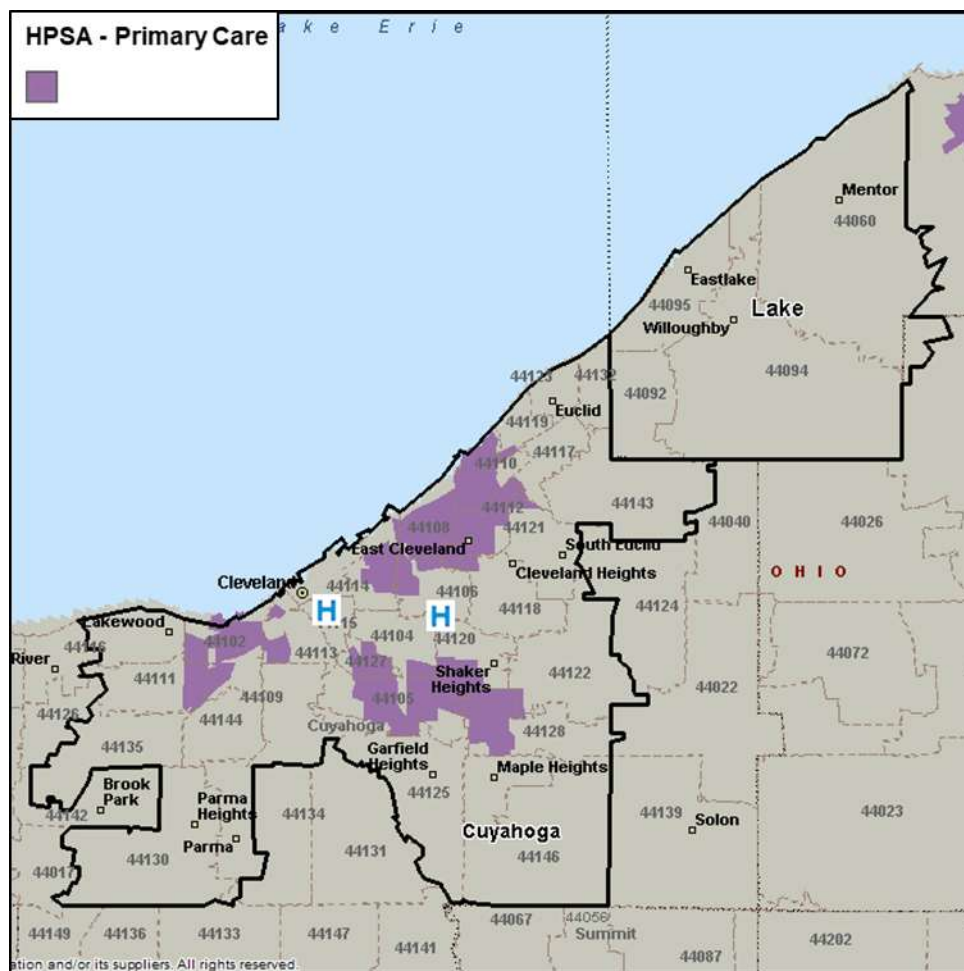 HPSA - Primary Care
ake Erie
Mentor
44060
Eastlake
44095
Lake
Willoughby
44094
44123
44132
44092
Euclid
44119
44117
44110
44143
44112
44108
44121
44040
44026
East Cleveland
South Euclid
OHIO
Cleveland
44114
44106
Cleveland Heights
H
H
44118
44124
Lakewood
44102
44104
44120
44116
44113
44072
River
44127
Shaker
Heights
44122
44111
44109
44105
44022
44126
44144
Cuyahoga
44128
44135
Garfield
Heights
Maple Heights
Brook
Park
44125
Parma
Heights
44142
44134
44139
Solon
44023
Parma
Cuyahoga
44130
44131
44146
44017
44067
44056
44149
44136
44133
44147
Summit
44141
44087
44202
ation and/or its suppliers. All rights reserved.